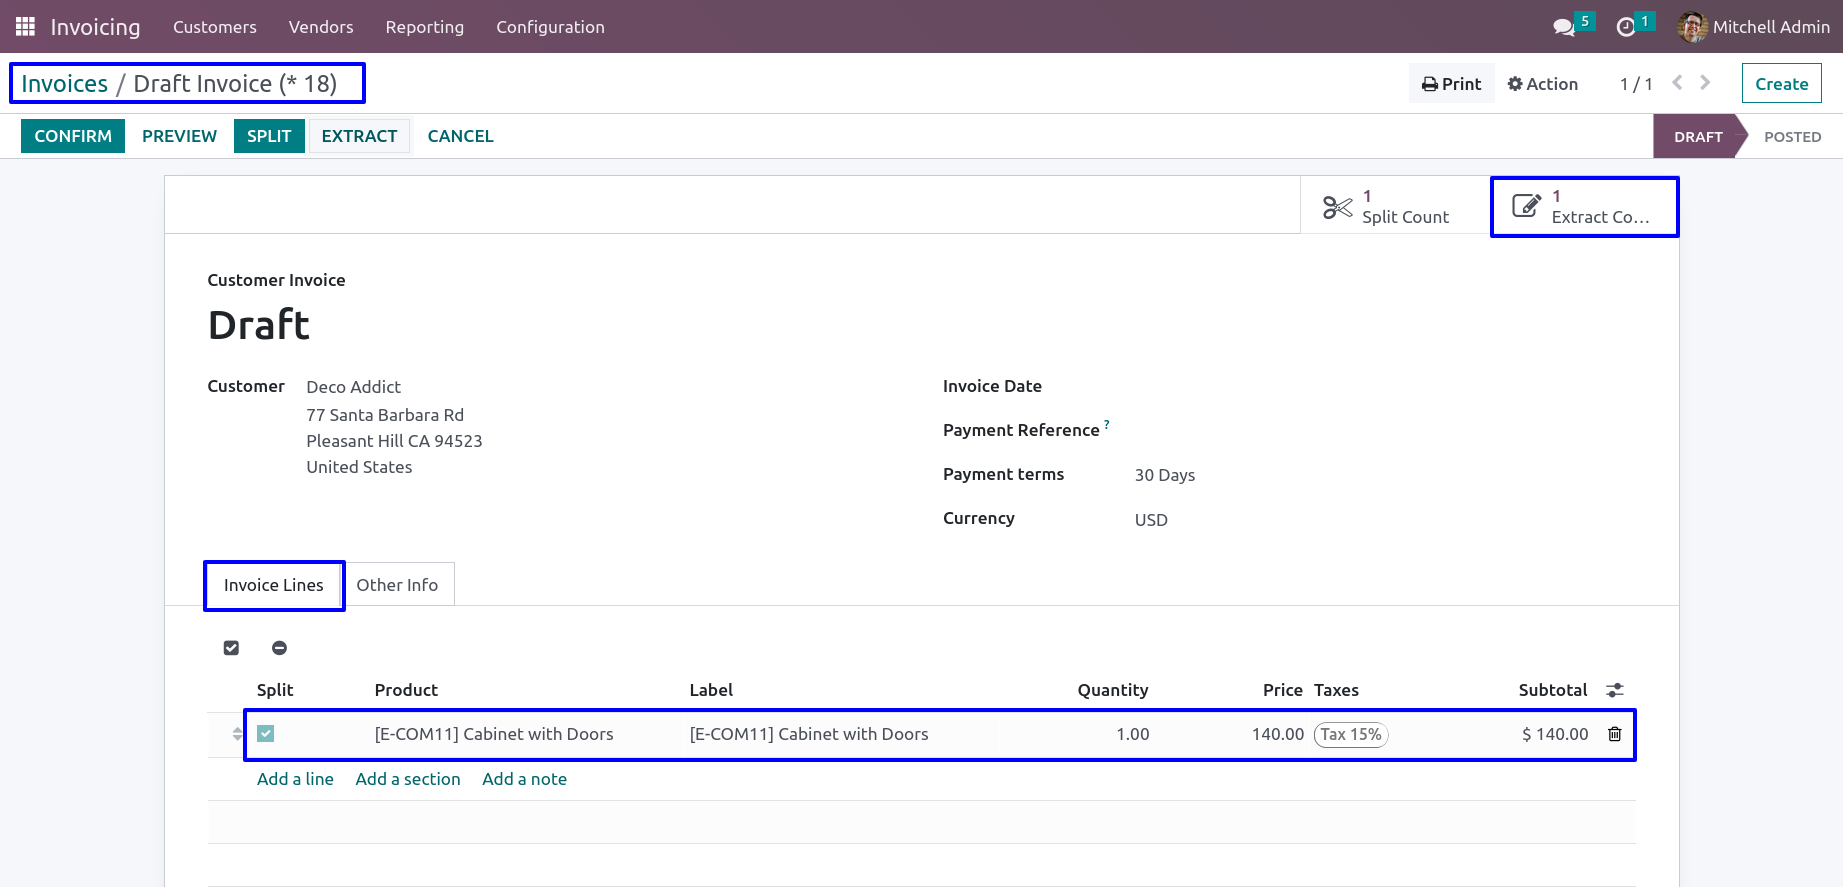 Invoicing Customers Vendors Reporting Configuration 5 1 Mitchell Admin
Invoices / Draft Invoice (* 18) Print Action 1 / 1 Create
CONFIRM PREVIEW SPLIT EXTRACT CANCEL DRAFT POSTED
1 Split Count
1 Extract Co...
Customer Invoice
Draft
Customer Deco Addict
77 Santa Barbara Rd
Pleasant Hill CA 94523
United States
Invoice Date
Payment Reference ?
Payment terms 30 Days
Currency USD
Invoice Lines Other Info
Split Product Label Quantity Price Taxes Subtotal
[E-COM11] Cabinet with Doors [E-COM11] Cabinet with Doors 1.00 140.00 Tax 15% $ 140.00
Add a line Add a section Add a note